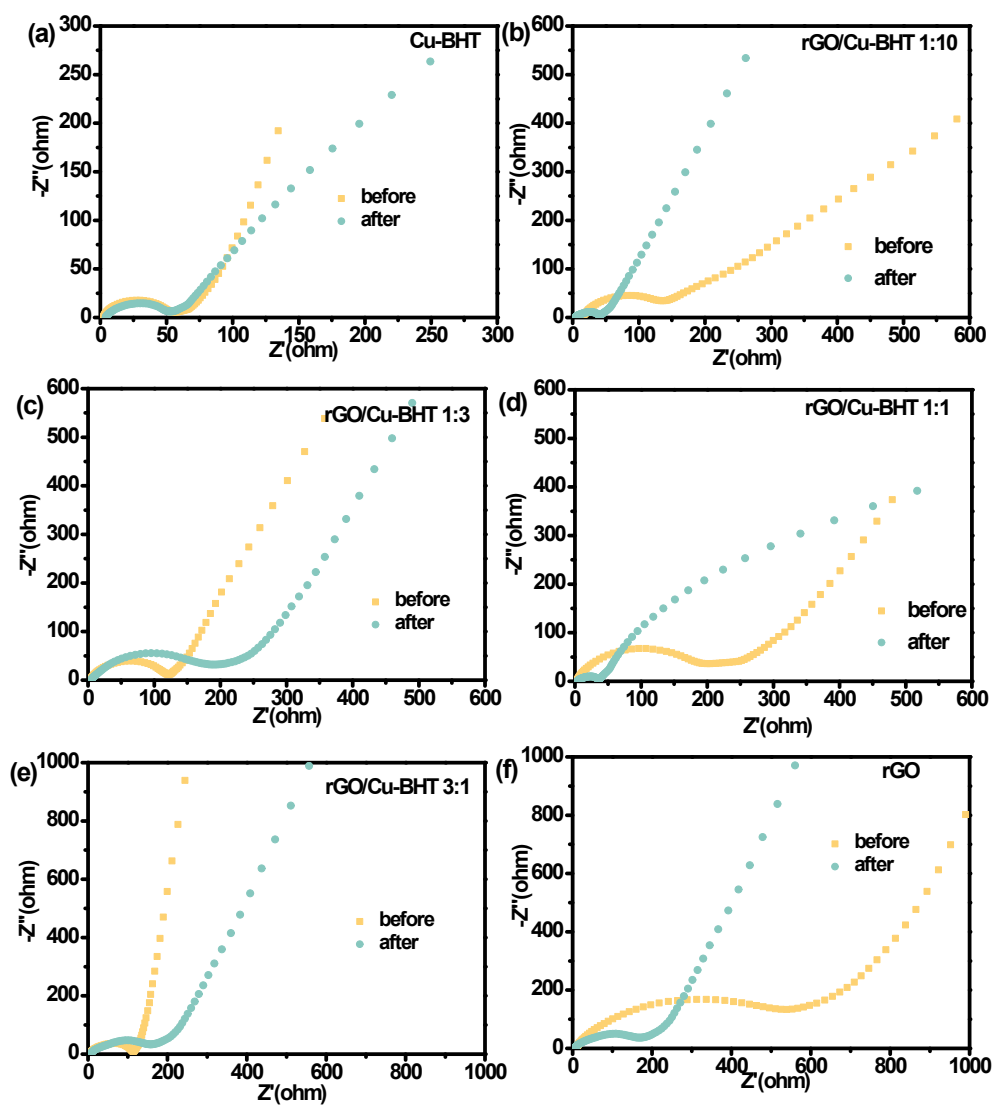 (a)
Cu-BHT
300
250
200
150
100
50
0
-Z''(ohm)
before
after
0 50 100 150 200 250 300
Z'(ohm)
(b)
rGO/Cu-BHT 1:10
600
500
400
300
200
100
0
-Z''(ohm)
before
after
0 100 200 300 400 500 600
Z'(ohm)
(c)
rGO/Cu-BHT 1:3
600
500
400
300
200
100
0
-Z''(ohm)
before
after
0 100 200 300 400 500 600
Z'(ohm)
(d)
rGO/Cu-BHT 1:1
600
500
400
300
200
100
0
-Z''(ohm)
before
after
0 100 200 300 400 500 600
Z'(ohm)
(e)
rGO/Cu-BHT 3:1
1000
800
600
400
200
0
-Z''(ohm)
before
after
0 200 400 600 800 1000
Z'(ohm)
(f)
rGO
1000
800
600
400
200
0
-Z''(ohm)
before
after
0 200 400 600 800 1000
Z'(ohm)